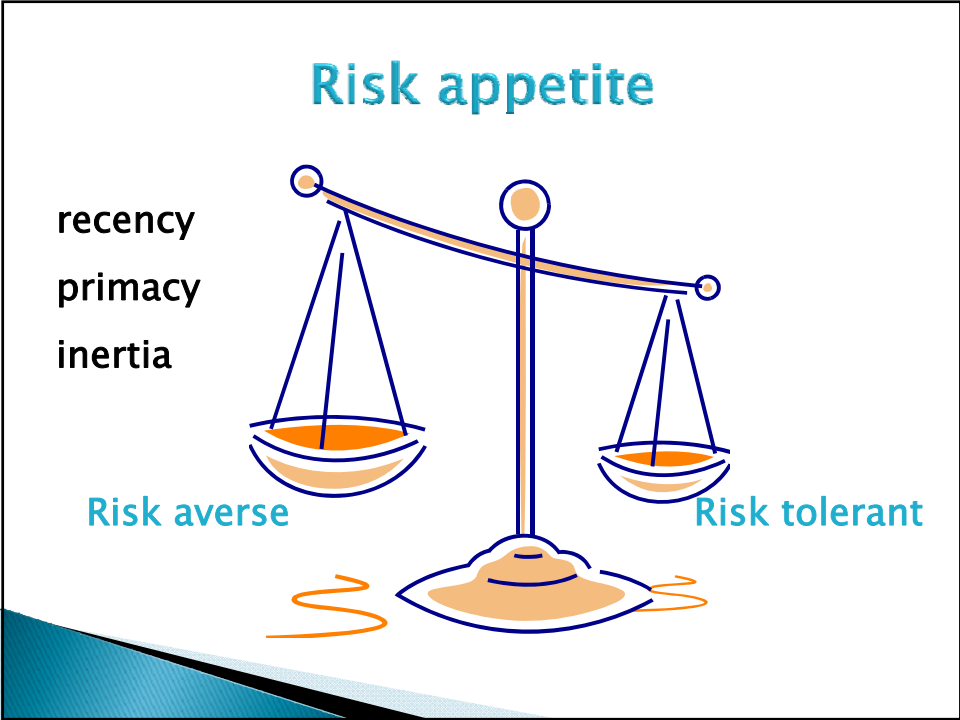 Risk appetite
recency
primacy
inertia
Risk averse
Risk tolerant